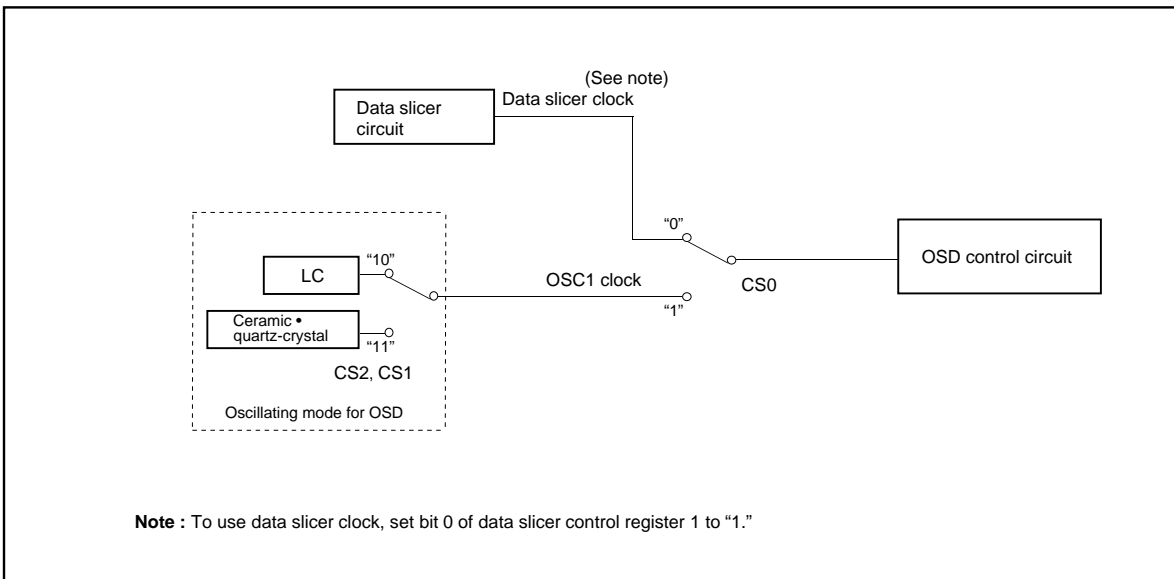 (See note)
Data slicer clock
Data slicer
circuit
“0”
OSD control circuit
“10”
LC
OSC1 clock
CS0
“1”
Ceramic •
quartz-crystal
“11”
CS2, CS1
Oscillating mode for OSD
Note : To use data slicer clock, set bit 0 of data slicer control register 1 to “1.”